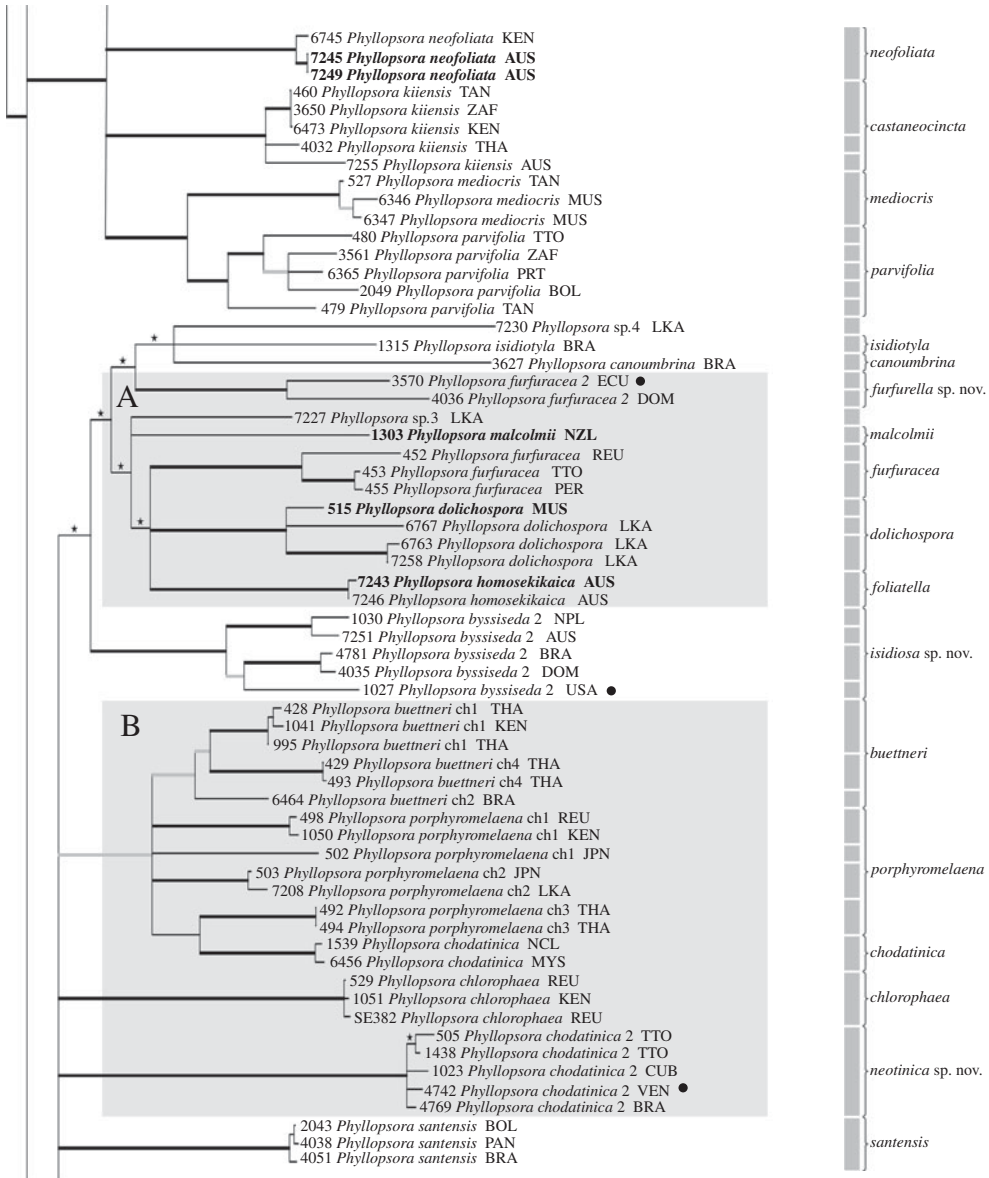 6745 Phyllopsora neofoliata KEN
7245 Phyllopsora neofoliata AUS
7249 Phyllopsora neofoliata AUS
neofoliata
460 Phyllopsora kiiensis TAN
3650 Phyllopsora kiiensis ZAF
6473 Phyllopsora kiiensis KEN
4032 Phyllopsora kiiensis THA
7255 Phyllopsora kiiensis AUS
castaneocincta
527 Phyllopsora mediocris TAN
6346 Phyllopsora mediocris MUS
6347 Phyllopsora mediocris MUS
mediocris
480 Phyllopsora parvifolia TTO
3561 Phyllopsora parvifolia ZAF
6365 Phyllopsora parvifolia PRT
2049 Phyllopsora parvifolia BOL
479 Phyllopsora parvifolia TAN
parvifolia
7230 Phyllopsora sp.4 LKA
1315 Phyllopsora isidiotyla BRA
isidiotyla
3627 Phyllopsora canoumbrina BRA
canoumbrina
A
3570 Phyllopsora furfuracea 2 ECU
4036 Phyllopsora furfuracea 2 DOM
furfurella sp. nov.
7227 Phyllopsora sp.3 LKA
1303 Phyllopsora malcolmii NZL
malcolmii
452 Phyllopsora furfuracea REU
453 Phyllopsora furfuracea TTO
455 Phyllopsora furfuracea PER
furfuracea
515 Phyllopsora dolichospora MUS
6767 Phyllopsora dolichospora LKA
6763 Phyllopsora dolichospora LKA
7258 Phyllopsora dolichospora LKA
dolichospora
7243 Phyllopsora homosekikaica AUS
7246 Phyllopsora homosekikaica AUS
foliatella
1030 Phyllopsora byssiseda 2 NPL
7251 Phyllopsora byssiseda 2 AUS
4781 Phyllopsora byssiseda 2 BRA
4035 Phyllopsora byssiseda 2 DOM
1027 Phyllopsora byssiseda 2 USA
isidiosa sp. nov.
B
428 Phyllopsora buettneri ch1 THA
1041 Phyllopsora buettneri ch1 KEN
995 Phyllopsora buettneri ch1 THA
429 Phyllopsora buettneri ch4 THA
493 Phyllopsora buettneri ch4 THA
6464 Phyllopsora buettneri ch2 BRA
buettneri
498 Phyllopsora porphyromelaena ch1 REU
1050 Phyllopsora porphyromelaena ch1 KEN
502 Phyllopsora porphyromelaena ch1 JPN
503 Phyllopsora porphyromelaena ch2 JPN
7208 Phyllopsora porphyromelaena ch2 LKA
492 Phyllopsora porphyromelaena ch3 THA
494 Phyllopsora porphyromelaena ch3 THA
porphyromelaena
1539 Phyllopsora chodatinica NCL
6456 Phyllopsora chodatinica MYS
chodatinica
529 Phyllopsora chlorophaea REU
1051 Phyllopsora chlorophaea KEN
SE382 Phyllopsora chlorophaea REU
chlorophaea
505 Phyllopsora chodatinica 2 TTO
1438 Phyllopsora chodatinica 2 TTO
1023 Phyllopsora chodatinica 2 CUB
4742 Phyllopsora chodatinica 2 VEN
4769 Phyllopsora chodatinica 2 BRA
neotinica sp. nov.
2043 Phyllopsora santensis BOL
4038 Phyllopsora santensis PAN
4051 Phyllopsora santensis BRA
santensis